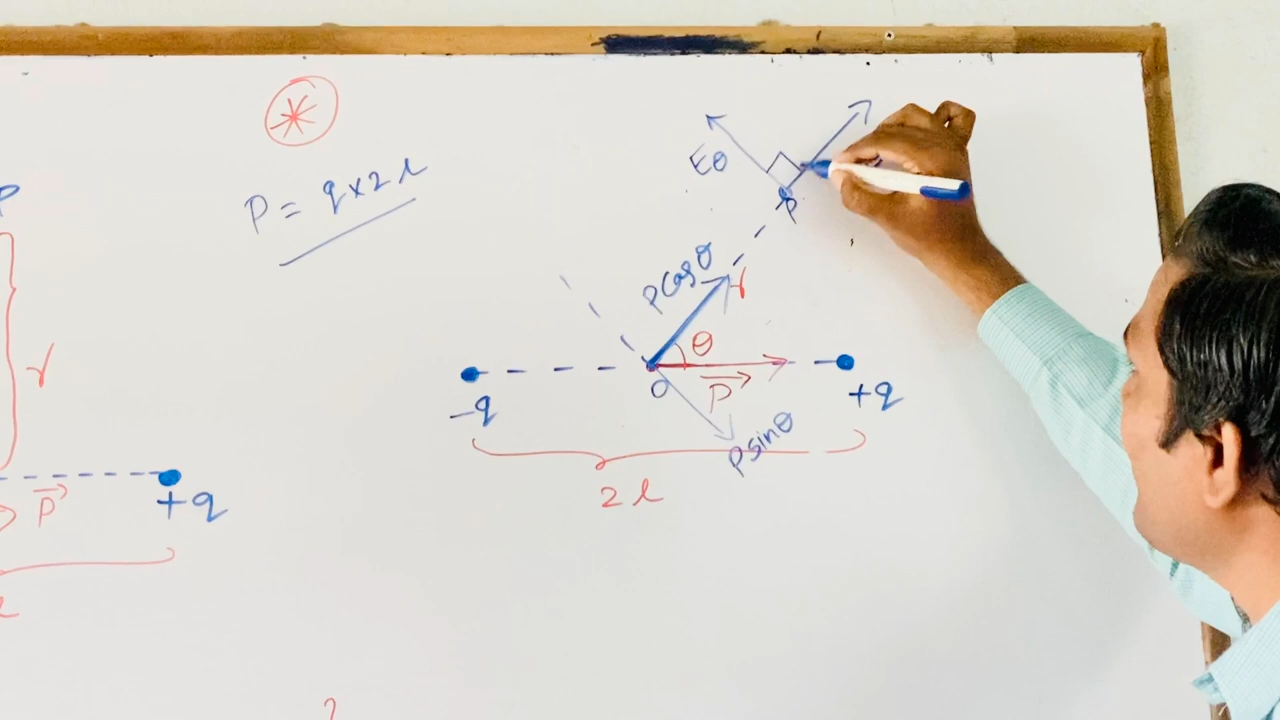 P
r
P
+q
P = q×2l
Eθ
P
Pcosθ
r
θ
O
P
-q
+q
Psinθ
2l